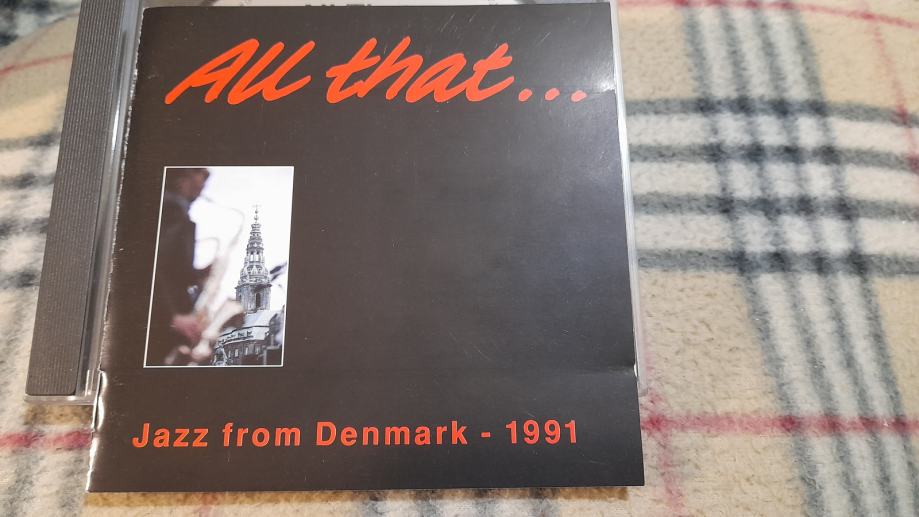 All that...
Jazz from Denmark - 1991